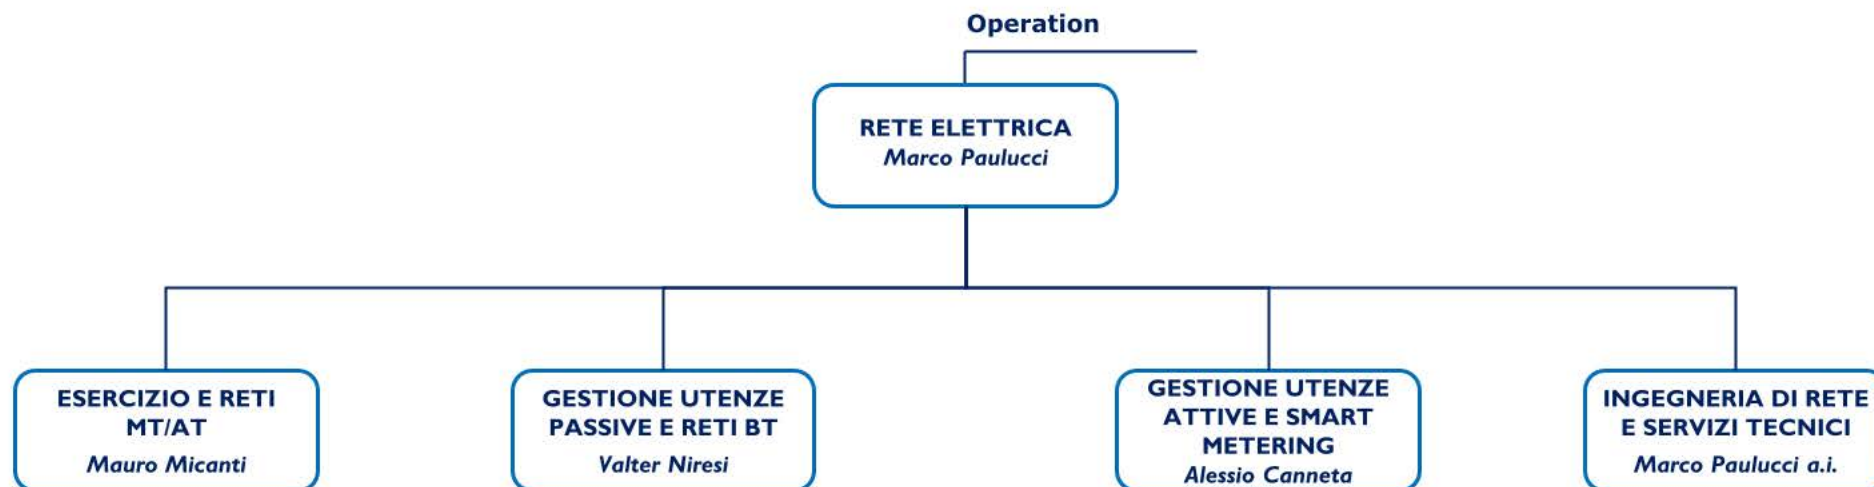 Operation
RETE ELETTRICA
Marco Paulucci
ESERCIZIO E RETI
MT/AT
Mauro Micanti
GESTIONE UTENZE
PASSIVE E RETI BT
Valter Niresi
GESTIONE UTENZE
ATTIVE E SMART
METERING
Alessio Canneta
INGEGNERIA DI RETE
E SERVIZI TECNICI
Marco Paulucci a.i.